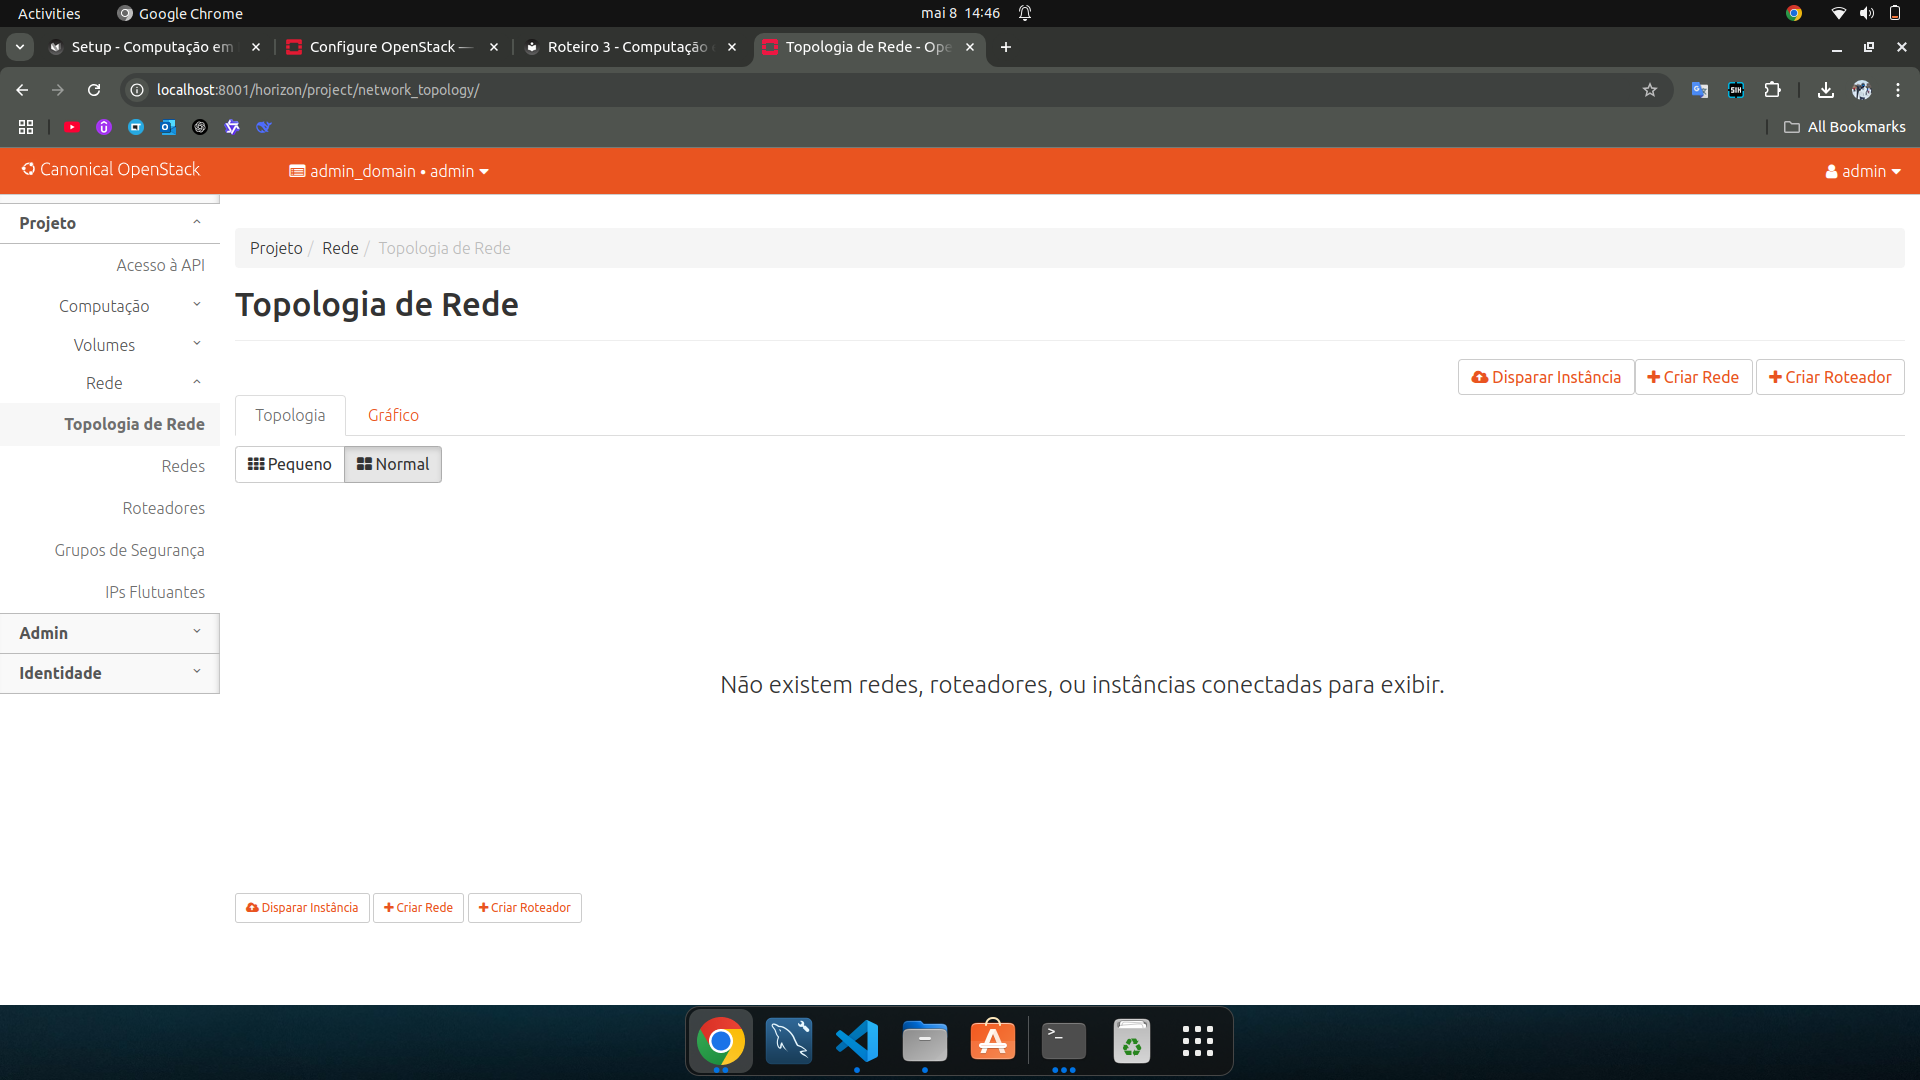 Activities
Google Chrome
mai 8 14:46
Setup - Computação em
Configure OpenStack —
Roteiro 3 - Computação
Topologia de Rede - Ope
localhost:8001/horizon/project/network_topology/
All Bookmarks
Canonical OpenStack
admin_domain • admin
admin
Projeto
Acesso à API
Computação
Volumes
Rede
Topologia de Rede
Redes
Roteadores
Grupos de Segurança
IPs Flutuantes
Admin
Identidade
Projeto / Rede / Topologia de Rede
Topologia de Rede
Disparar Instância
Criar Rede
Criar Roteador
Topologia
Gráfico
Pequeno
Normal
Não existem redes, roteadores, ou instâncias conectadas para exibir.
Disparar Instância
Criar Rede
Criar Roteador